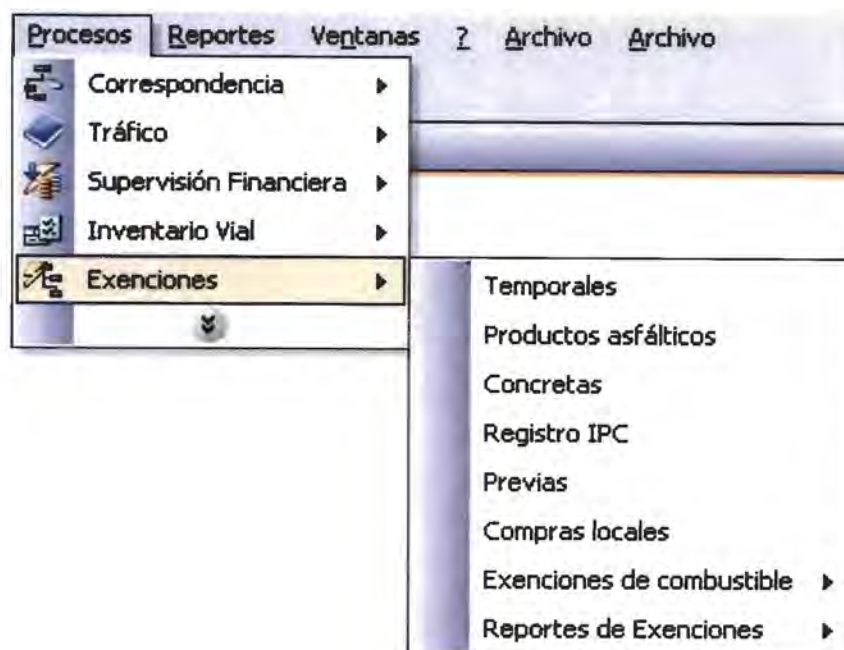 Procesos Reportes Ventanas ? Archivo Archivo
Correspondencia
Tráfico
Supervisión Financiera
Inventario Vial
Exenciones
Temporales
Productos asfálticos
Concretas
Registro IPC
Previas
Compras locales
Exenciones de combustible
Reportes de Exenciones